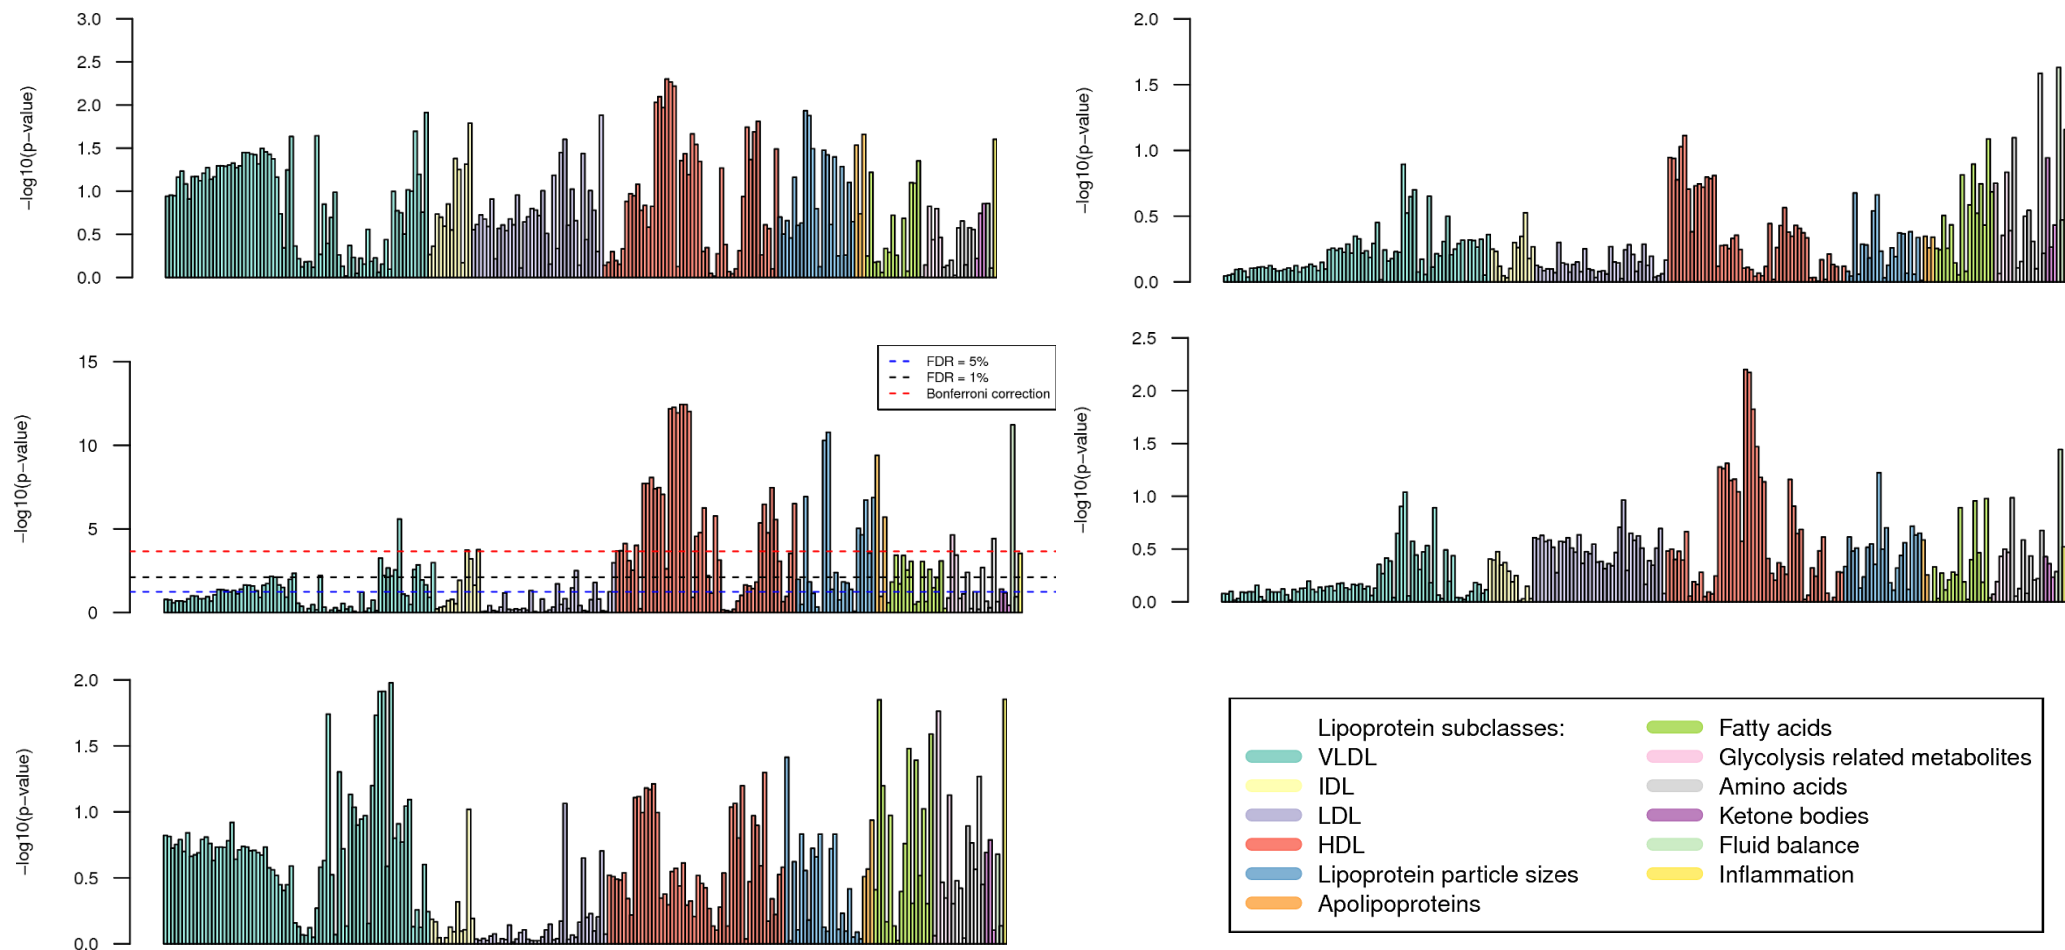 3.0
2.5
2.0
1.5
1.0
0.5
0.0
−log10(p−value)
2.0
1.5
1.0
0.5
0.0
−log10(p−value)
15
10
5
0
−log10(p−value)
FDR = 5%
FDR = 1%
Bonferroni correction
2.5
2.0
1.5
1.0
0.5
0.0
−log10(p−value)
2.0
1.5
1.0
0.5
0.0
−log10(p−value)
Lipoprotein subclasses:
VLDL
IDL
LDL
HDL
Lipoprotein particle sizes
Apolipoproteins
Fatty acids
Glycolysis related metabolites
Amino acids
Ketone bodies
Fluid balance
Inflammation